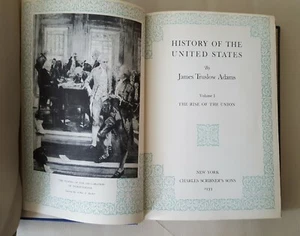 HISTORY OF THE
UNITED STATES
By
James Truslow Adams
Volume I
THE RISE OF THE UNION
NEW YORK
CHARLES SCRIBNER'S SONS